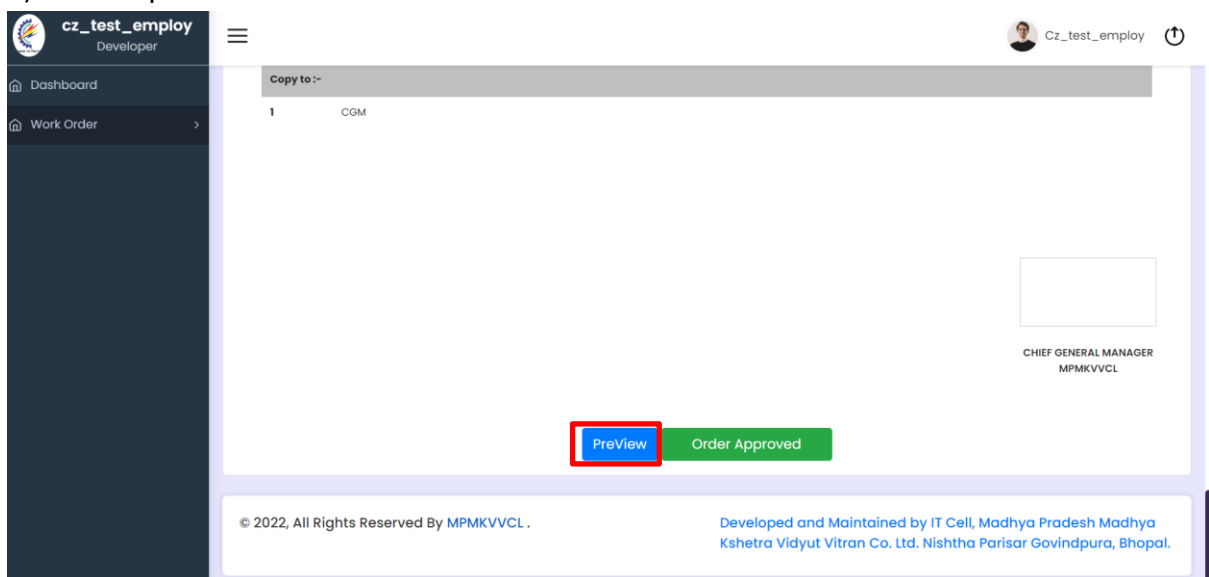 cz_test_employ
Developer
Cz_test_employ
Dashboard
Work Order
Copy to :-
1 CGM
CHIEF GENERAL MANAGER
MPMKVVCL
PreView
Order Approved
© 2022, All Rights Reserved By MPMKVVCL .
Developed and Maintained by IT Cell, Madhya Pradesh Madhya
Kshetra Vidyut Vitran Co. Ltd. Nishtha Parisar Govindpura, Bhopal.